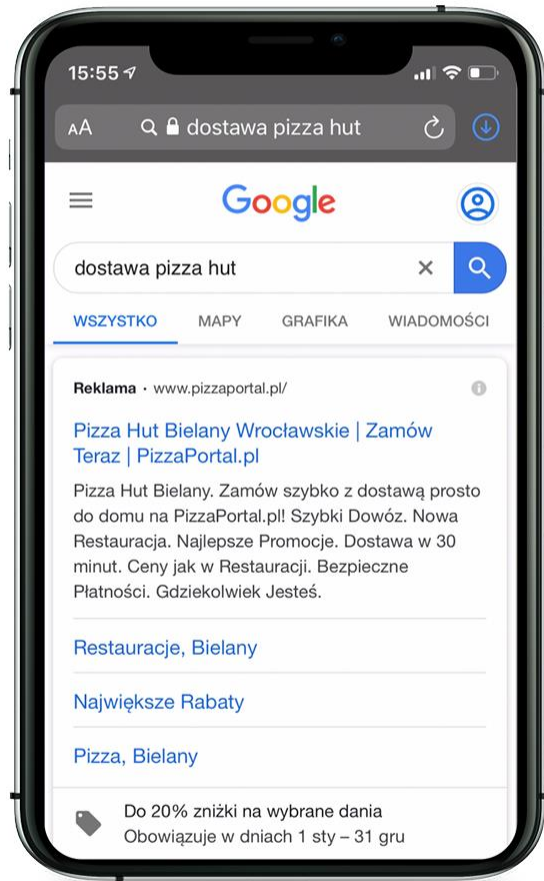 15:55
AA dostawa pizza hut
Google
dostawa pizza hut
WSZYSTKO MAPY GRAFIKA WIADOMOŚCI
Reklama · www.pizzaportal.pl/
Pizza Hut Bielany Wrocławskie | Zamów
Teraz | PizzaPortal.pl
Pizza Hut Bielany. Zamów szybko z dostawą prosto
do domu na PizzaPortal.pl! Szybki Dowóz. Nowa
Restauracja. Najlepsze Promocje. Dostawa w 30
minut. Ceny jak w Restauracji. Bezpieczne
Płatności. Gdziekolwiek Jesteś.
Restauracje, Bielany
Największe Rabaty
Pizza, Bielany
Do 20% zniżki na wybrane dania
Obowiązuje w dniach 1 sty – 31 gru